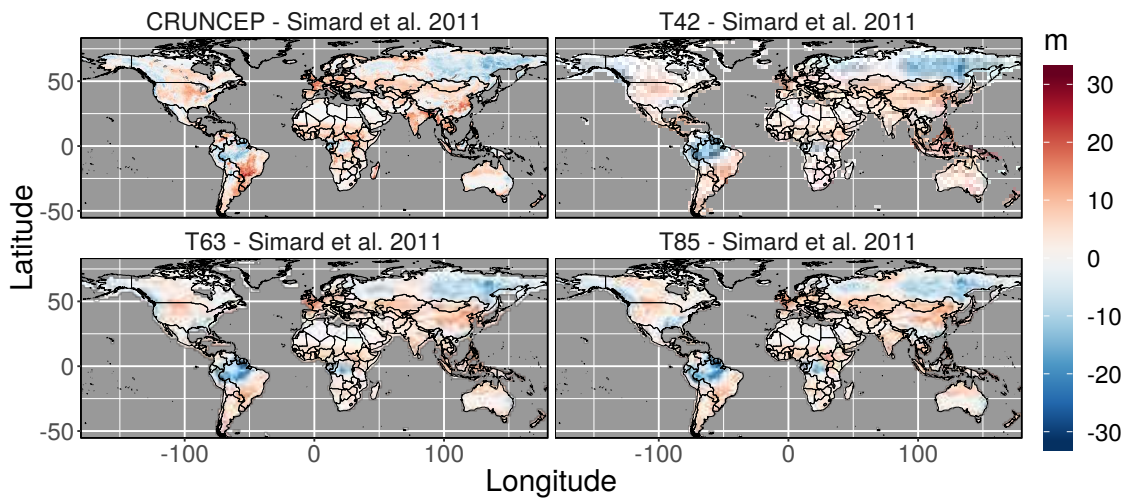 CRUNCEP - Simard et al. 2011
T42 - Simard et al. 2011
m
30
20
10
0
-10
-20
-30
50
0
-50
T63 - Simard et al. 2011
T85 - Simard et al. 2011
50
0
-50
-100
0
100
-100
0
100
Latitude
Longitude